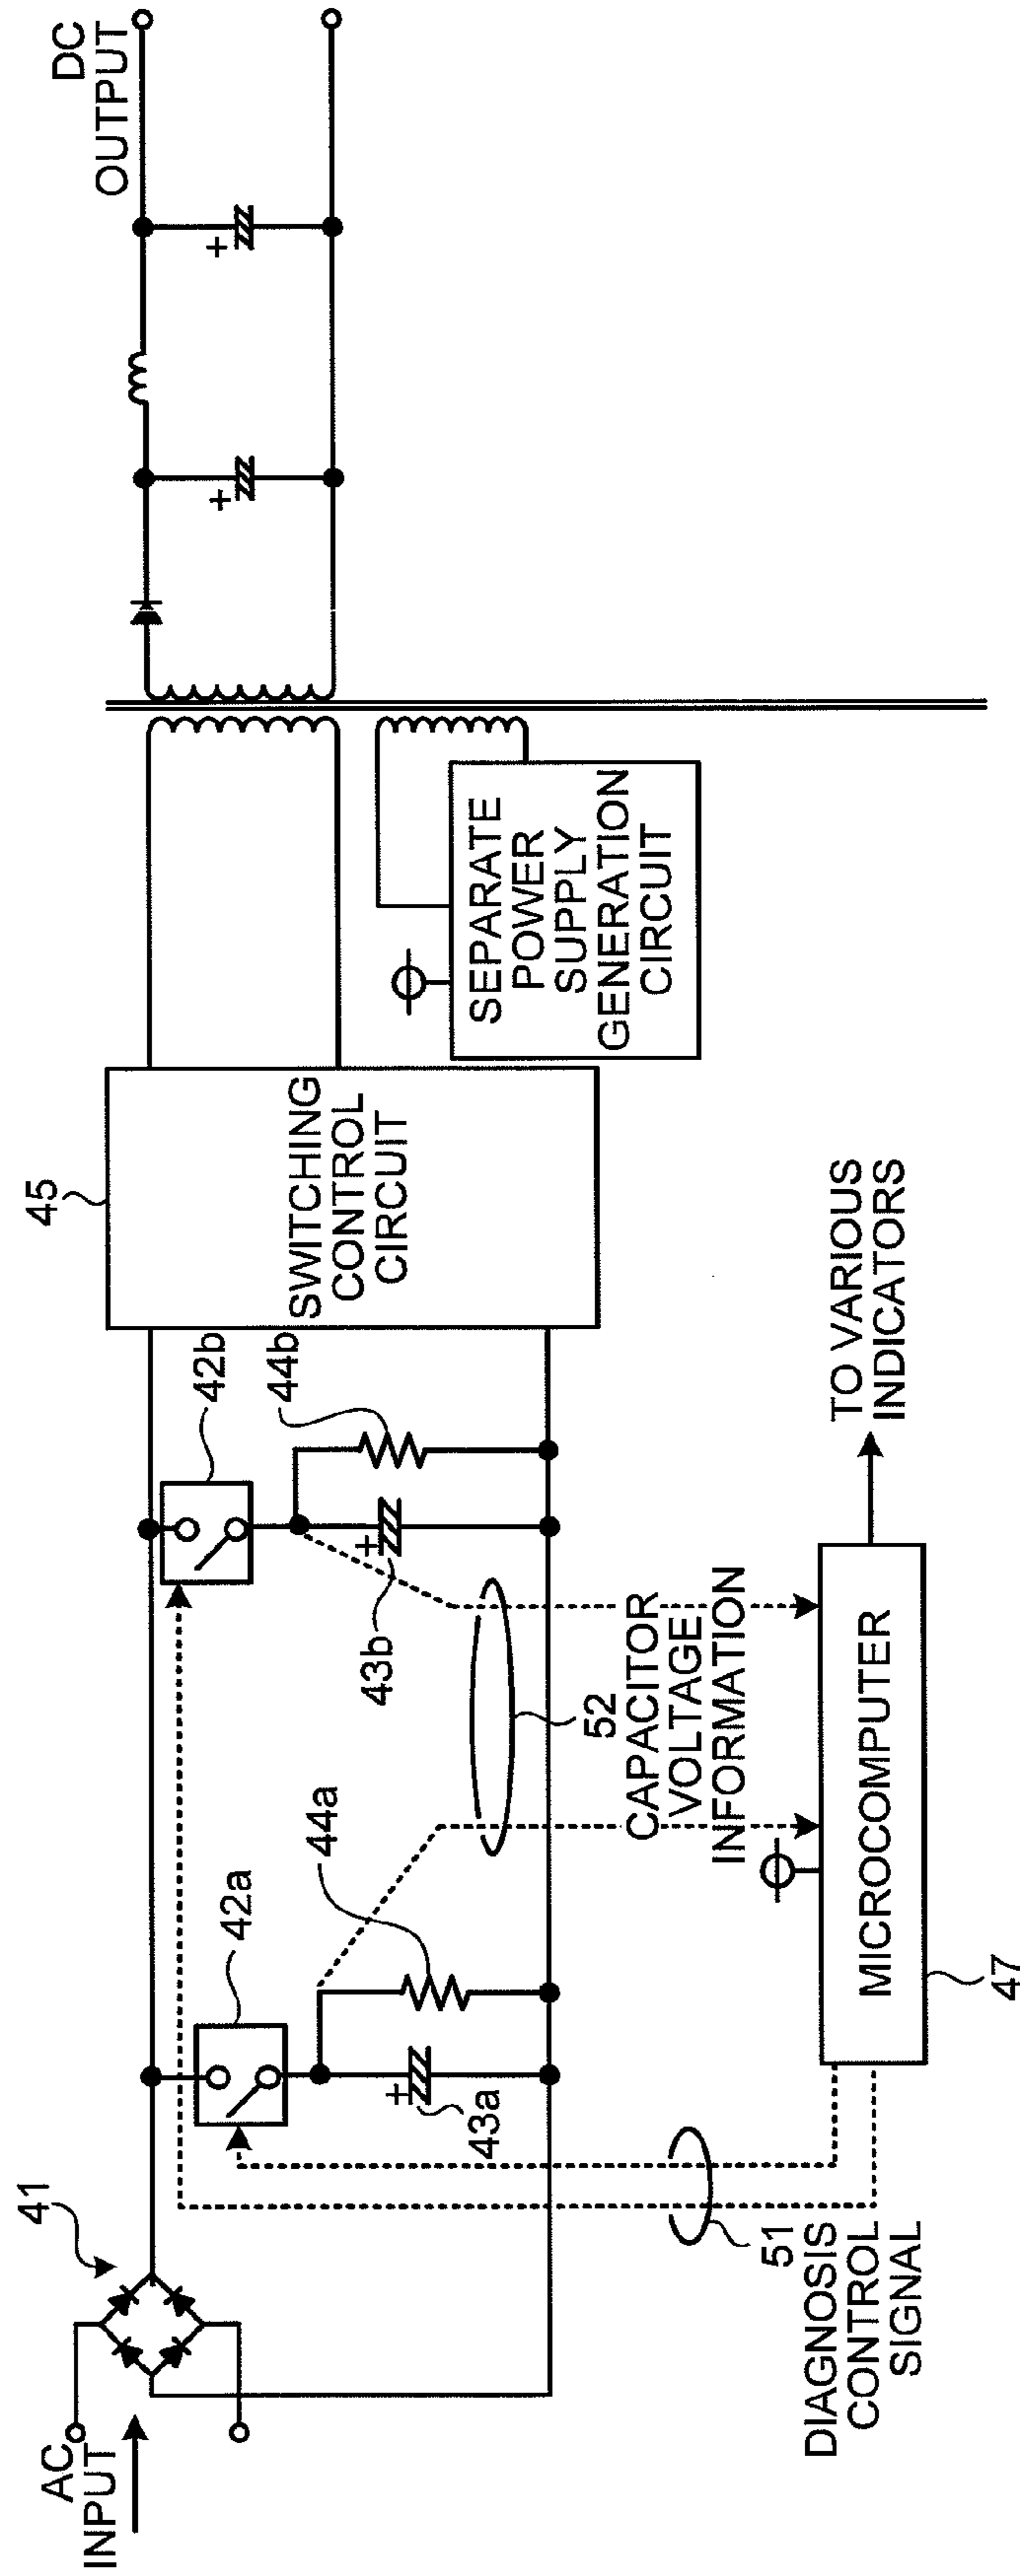 AC
INPUT
41
42a
43a
44a
42b
43b
44b
45
SWITCHING
CONTROL
CIRCUIT
SEPARATE
POWER
SUPPLY
GENERATION
CIRCUIT
DC
OUTPUT
+
+
+
+
51
DIAGNOSIS
CONTROL
SIGNAL
52
CAPACITOR
VOLTAGE
INFORMATION
MICROCOMPUTER
47
TO VARIOUS
INDICATORS